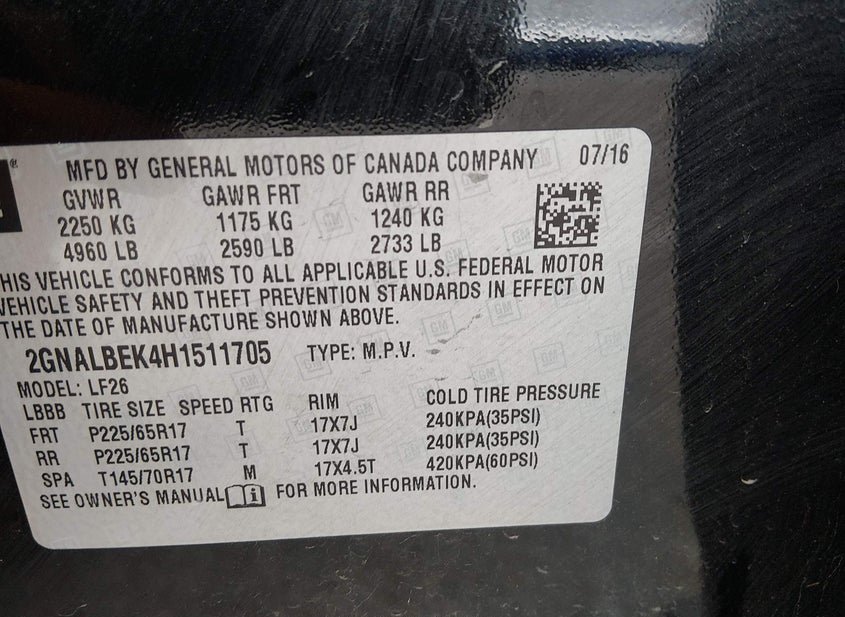 MFD BY GENERAL MOTORS OF CANADA COMPANY 07/16
GVWR GAWR FRT GAWR RR
2250 KG 1175 KG 1240 KG
4960 LB 2590 LB 2733 LB
HIS VEHICLE CONFORMS TO ALL APPLICABLE U.S. FEDERAL MOTOR
VEHICLE SAFETY AND THEFT PREVENTION STANDARDS IN EFFECT ON
THE DATE OF MANUFACTURE SHOWN ABOVE.
2GNALBEK4H1511705 TYPE: M.P.V.
MODEL: LF26
LBBB TIRE SIZE SPEED RTG RIM COLD TIRE PRESSURE
FRT P225/65R17 T 17X7J 240KPA(35PSI)
RR P225/65R17 T 17X7J 240KPA(35PSI)
SPA T145/70R17 M 17X4.5T 420KPA(60PSI)
SEE OWNER'S MANUAL FOR MORE INFORMATION.